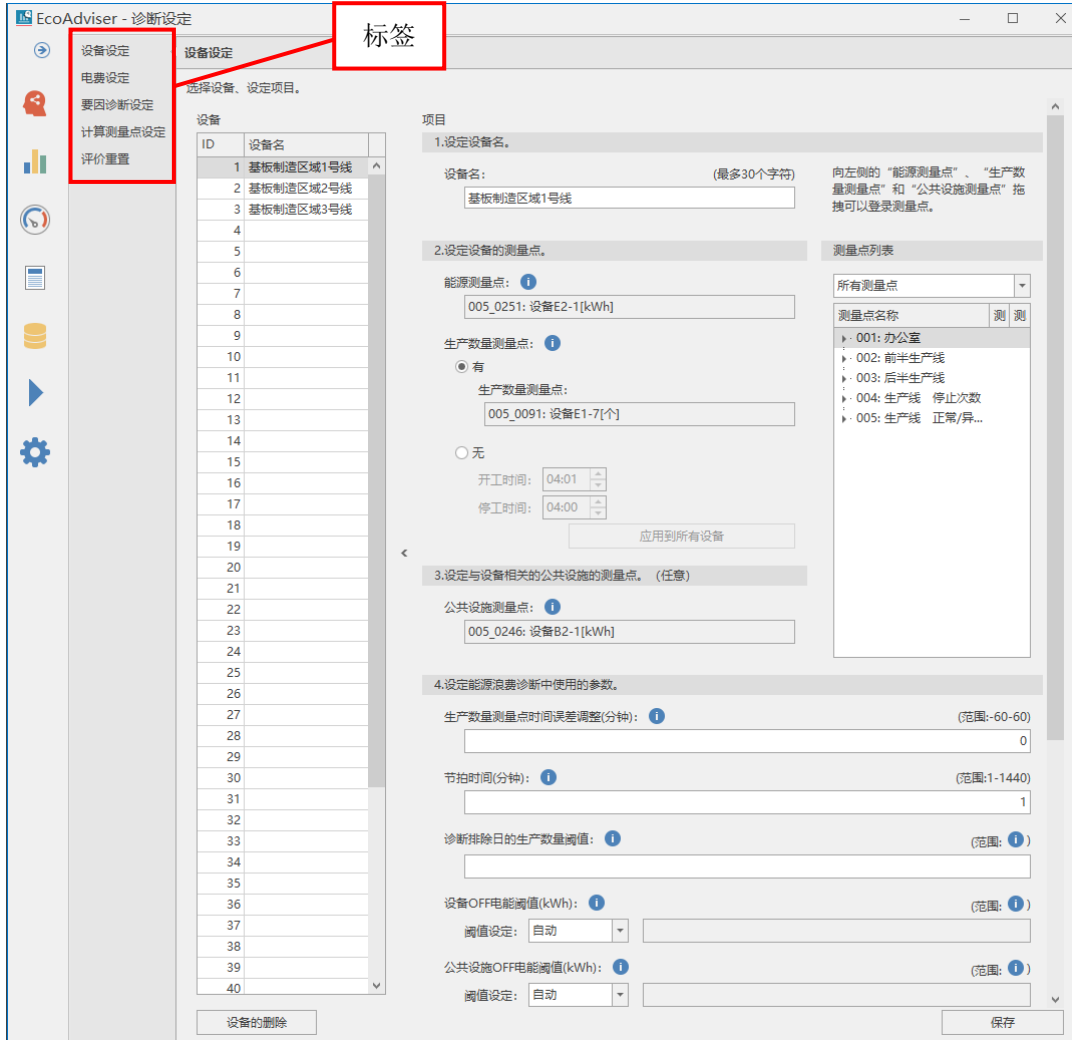 EcoAdviser - 诊断设定
标签
设备设定
电费设定
要因诊断设定
计算测量点设定
评价重置
设备设定
选择设备、设定项目。
设备
ID 设备名
1 基板制造区域1号线
2 基板制造区域2号线
3 基板制造区域3号线
4
5
6
7
8
9
10
11
12
13
14
15
16
17
18
19
20
21
22
23
24
25
26
27
28
29
30
31
32
33
34
35
36
37
38
39
40
设备的删除
项目
1.设定设备名。
设备名: (最多30个字符)
基板制造区域1号线
向左侧的“能源测量点”、“生产数
量测量点”和“公共设施测量点”拖
拽可以登录测量点。
2.设定设备的测量点。
能源测量点:
005_0251: 设备E2-1[kWh]
生产数量测量点:
有
生产数量测量点:
005_0091: 设备E1-7[个]
无
开工时间: 04:01
停工时间: 04:00
应用到所有设备
测量点列表
所有测量点
测量点名称 测 测
001: 办公室
002: 前半生产线
003: 后半生产线
004: 生产线 停止次数
005: 生产线 正常/异...
3.设定与设备相关的公共设施的测量点。(任意)
公共设施测量点:
005_0246: 设备B2-1[kWh]
4.设定能源浪费诊断中使用的参数。
生产数量测量点时间误差调整(分钟): (范围:-60-60)
0
节拍时间(分钟): (范围:1-1440)
1
诊断排除日的生产数量阈值: (范围: )
设备OFF电能阈值(kWh): (范围: )
阈值设定: 自动
公共设施OFF电能阈值(kWh): (范围: )
阈值设定: 自动
保存